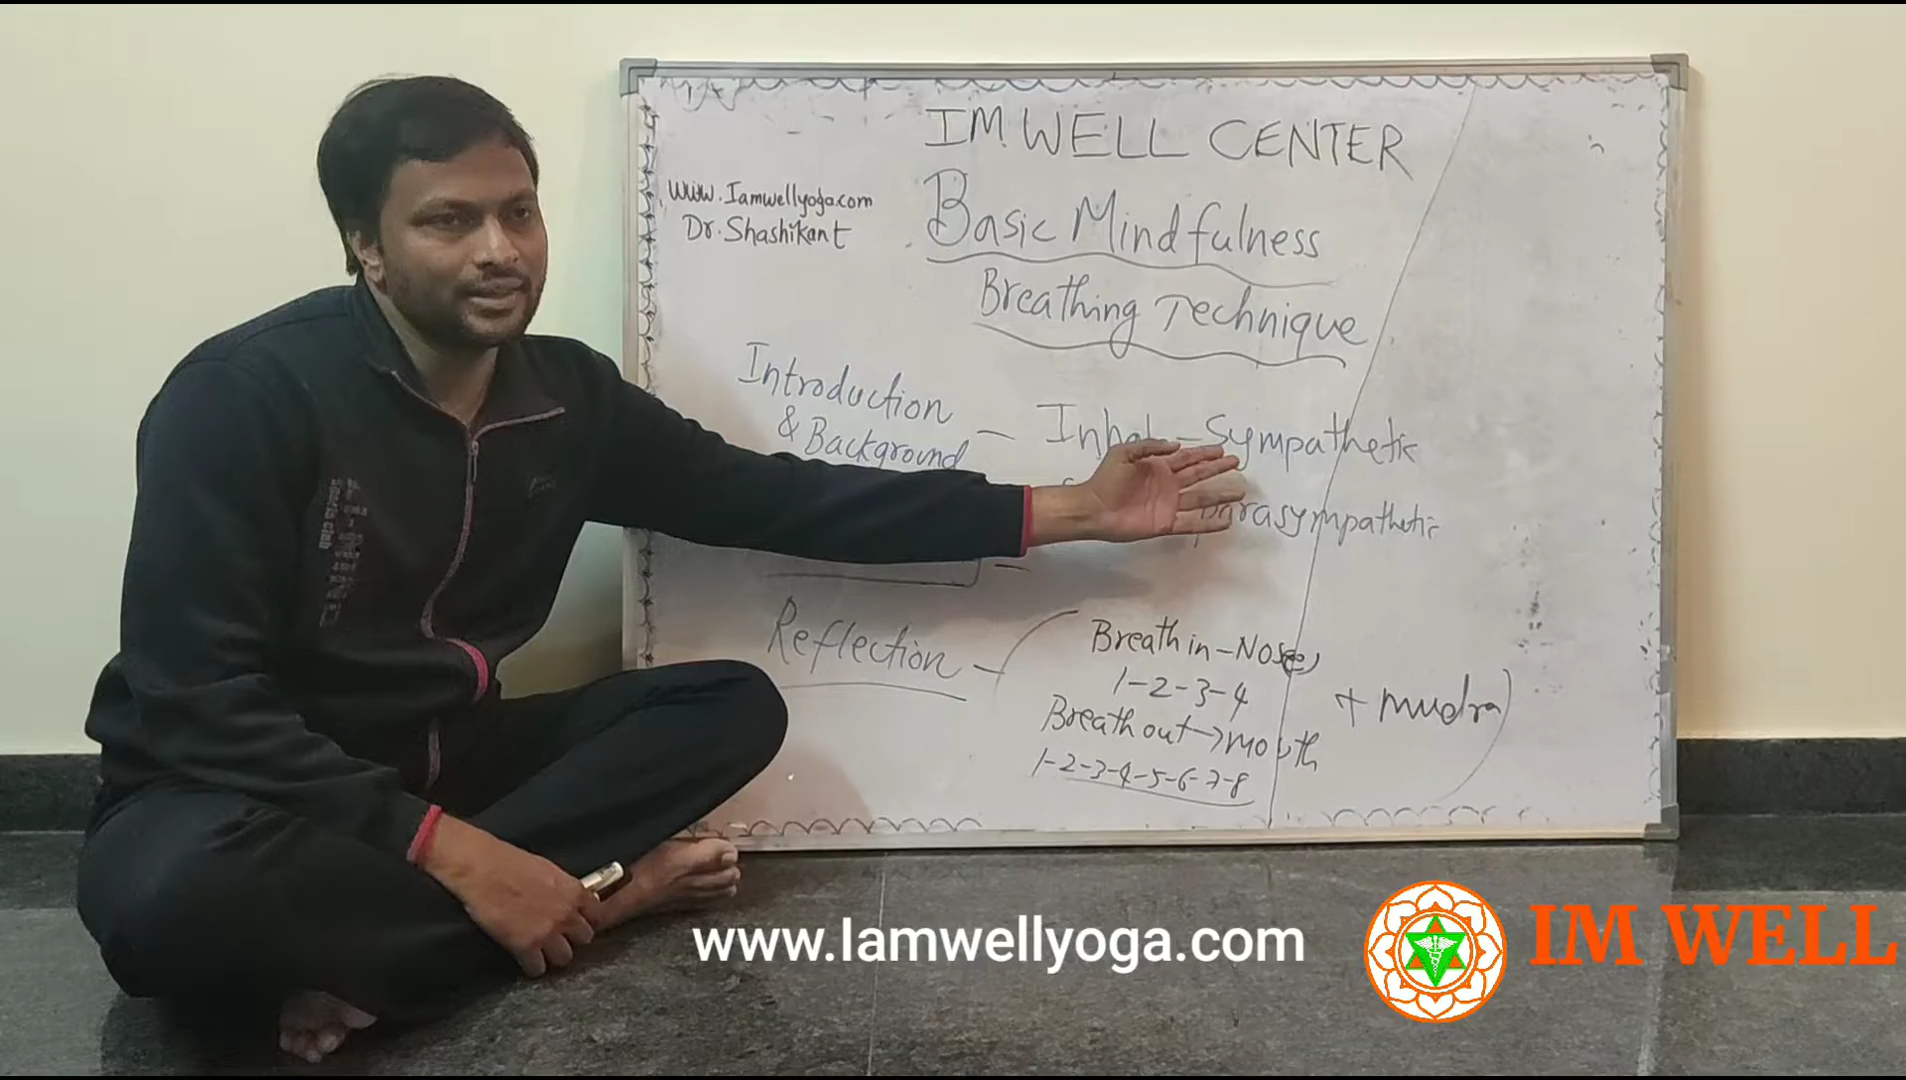 IM WELL CENTER
www.Iamwellyoga.com
Dr. Shashikant
Basic Mindfulness
Breathing Technique
Introduction
& Background - Sympathetic
Parasympathetic
Reflection -
Breath in - Nose
1-2-3-4
Breath out → mouth
1-2-3-4-5-6-7-8
+ mudra
www.Iamwellyoga.com
IM WELL